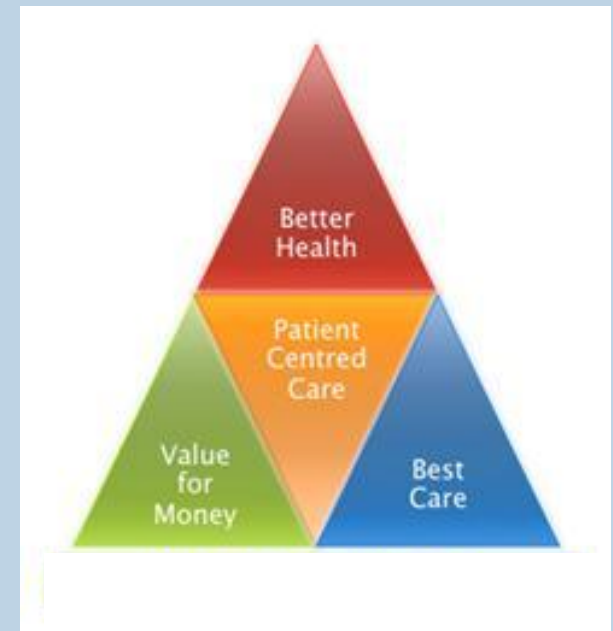 Better
Health
Patient
Centred
Care
Value
for
Money
Best
Care